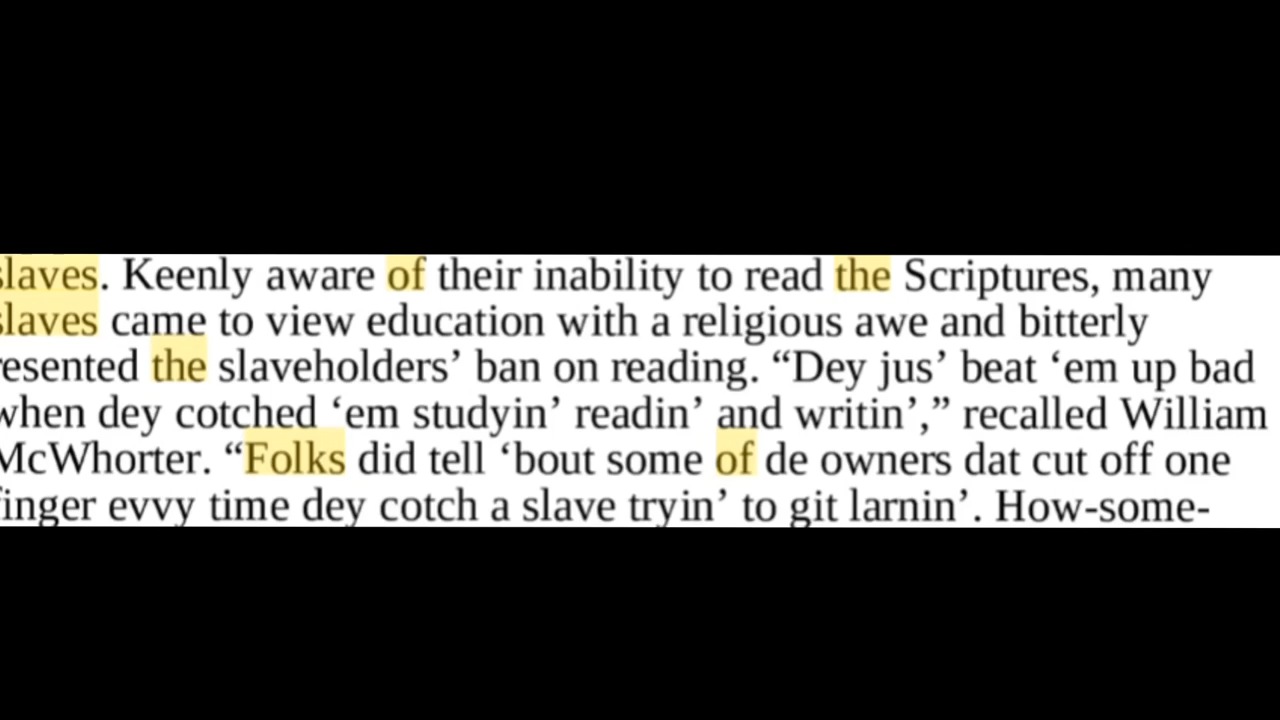 slaves. Keenly aware of their inability to read the Scriptures, many
slaves came to view education with a religious awe and bitterly
resented the slaveholders’ ban on reading. “Dey jus’ beat ‘em up bad
when dey cotched ‘em studyin’ readin’ and writin’,” recalled William
McWhorter. “Folks did tell ‘bout some of de owners dat cut off one
finger evvy time dey cotch a slave tryin’ to git larnin’. How-some-